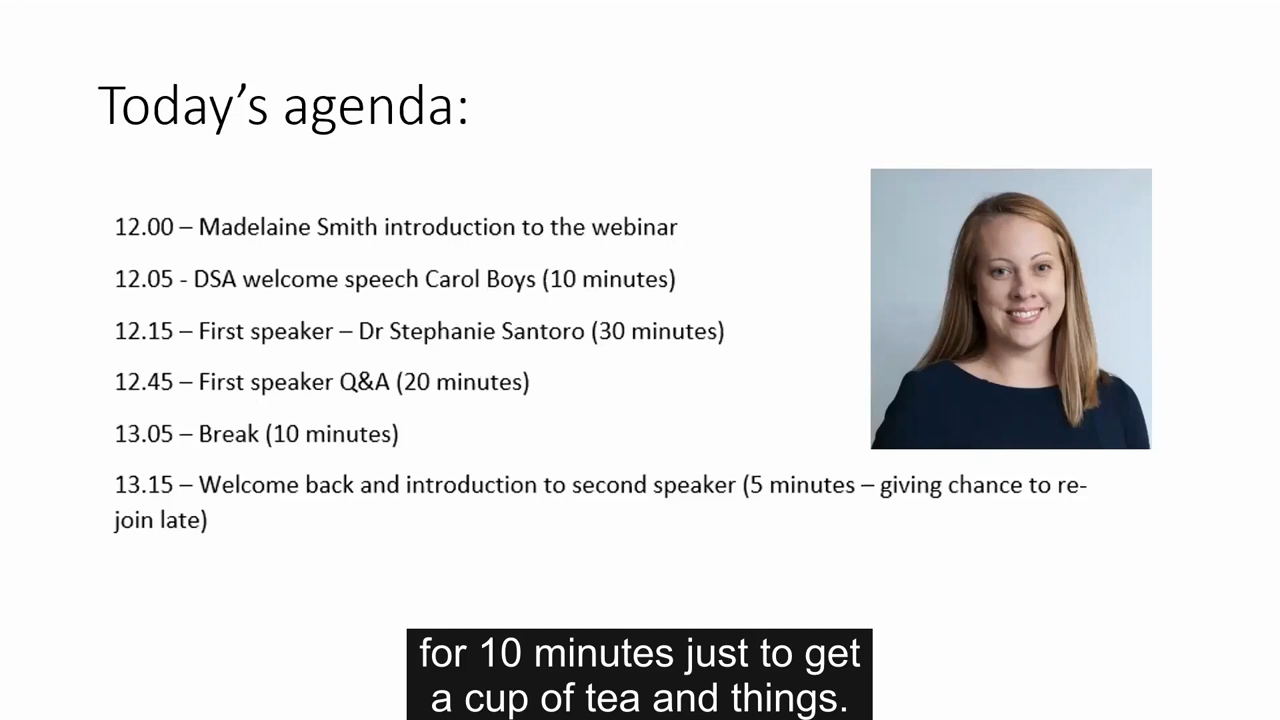 Today’s agenda:
12.00 – Madelaine Smith introduction to the webinar
12.05 - DSA welcome speech Carol Boys (10 minutes)
12.15 – First speaker – Dr Stephanie Santoro (30 minutes)
12.45 – First speaker Q&A (20 minutes)
13.05 – Break (10 minutes)
13.15 – Welcome back and introduction to second speaker (5 minutes – giving chance to re-
join late)
for 10 minutes just to get
a cup of tea and things.